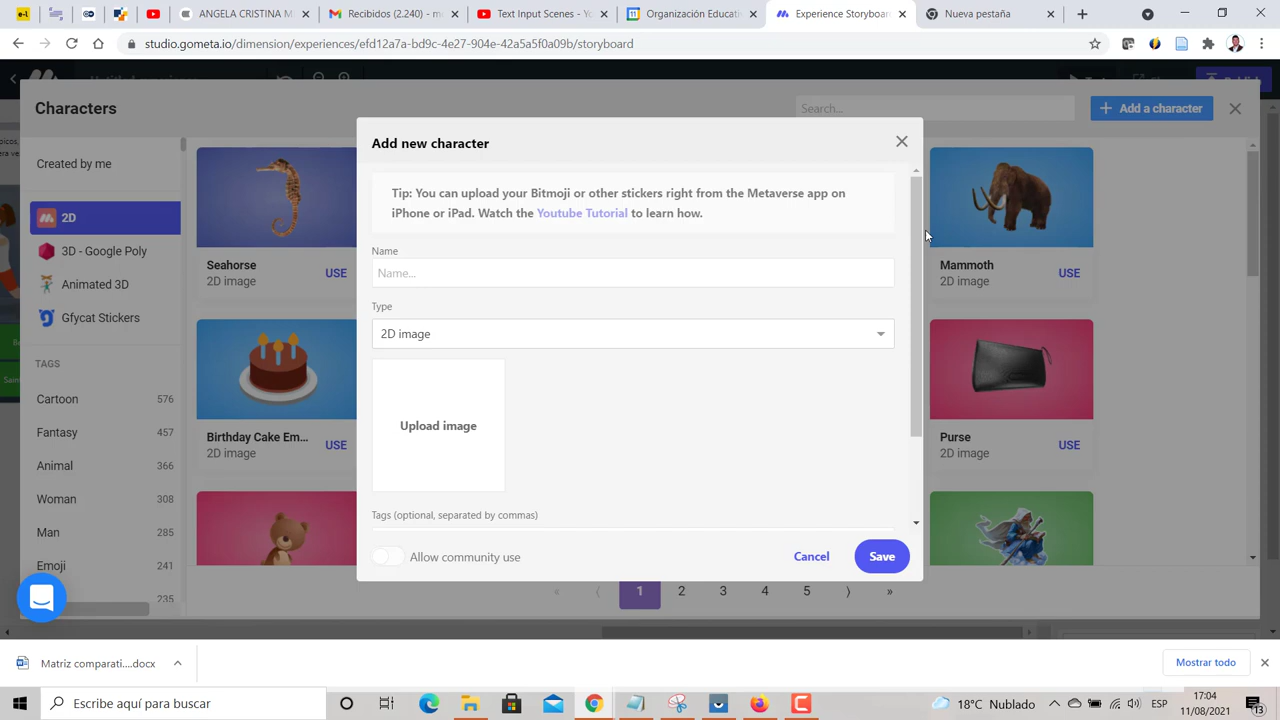 ANGELA CRISTINA M
Recibidos (2.240) - m
Text Input Scenes - Yo
Organización Educativ
Experience Storyboar
Nueva pestaña
studio.gometa.io/dimension/experiences/efd12a7a-bd9c-4e27-904e-42a5a5f0a09b/storyboard
Characters
Search...
Add a character
Created by me
2D
3D - Google Poly
Animated 3D
Gfycat Stickers
TAGS
Cartoon 576
Fantasy 457
Animal 366
Woman 308
Man 285
Emoji 241
235
Seahorse
2D image
USE
Birthday Cake Em...
2D image
USE
Mammoth
2D image
USE
Purse
2D image
USE
Add new character
Tip: You can upload your Bitmoji or other stickers right from the Metaverse app on
iPhone or iPad. Watch the Youtube Tutorial to learn how.
Name
Name...
Type
2D image
Upload image
Tags (optional, separated by commas)
Allow community use
Cancel
Save
« ⟨ 1 2 3 4 5 ⟩ »
Matriz comparati....docx
Mostrar todo
Escribe aquí para buscar
18°C Nublado
ESP
17:04
11/08/2021
13